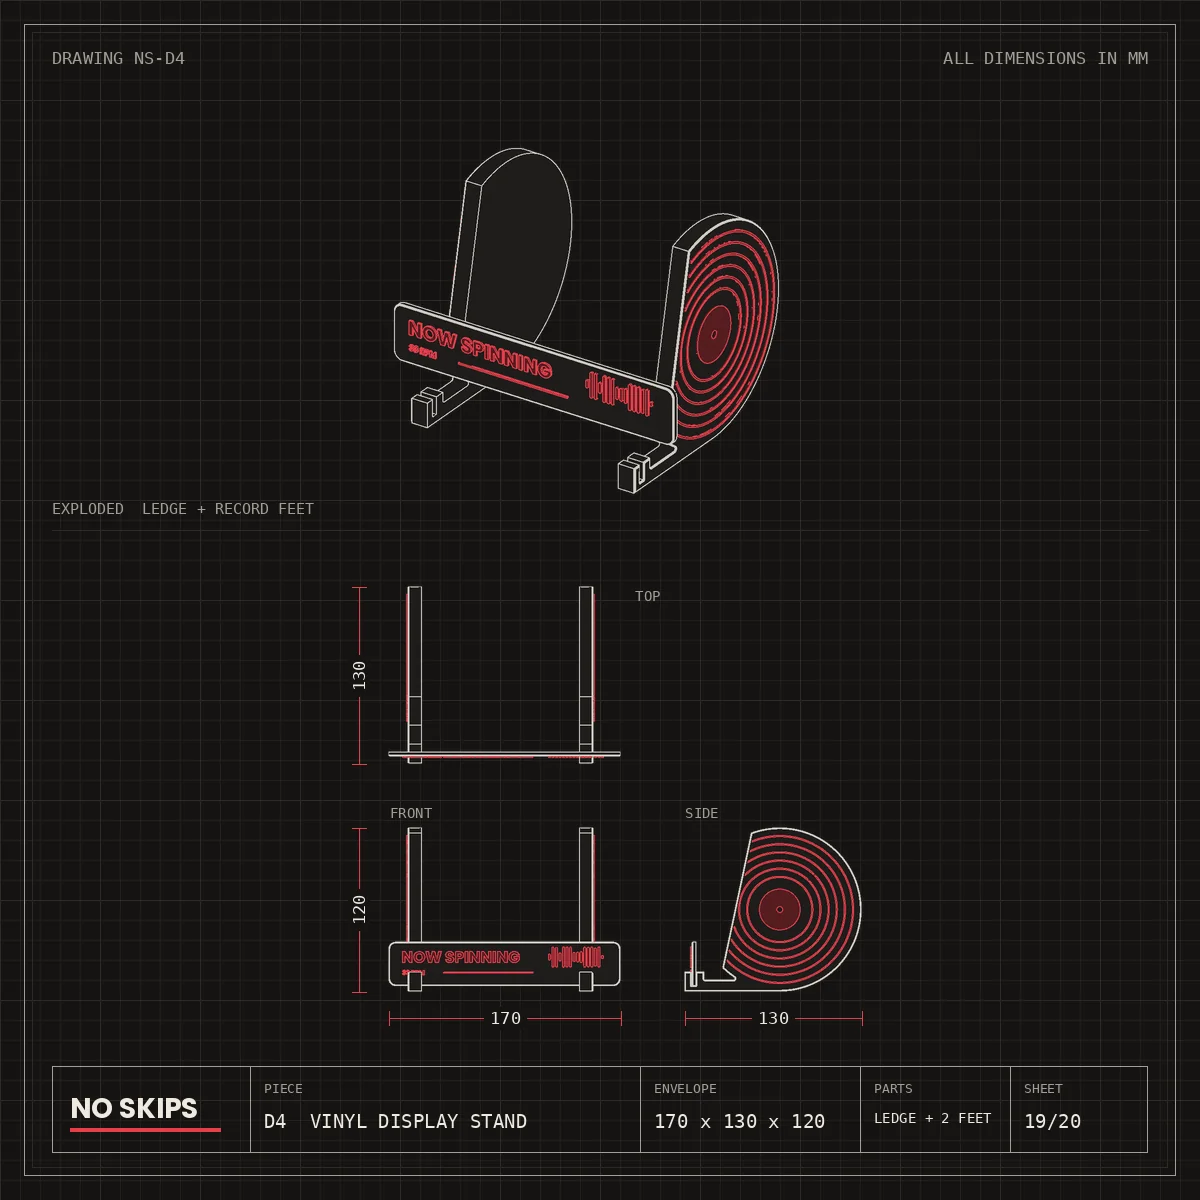 DRAWING NS-D4
ALL DIMENSIONS IN MM
NOW SPINNING
EXPLODED  LEDGE + RECORD FEET
TOP
130
FRONT
SIDE
120
NOW SPINNING
170
130
NO SKIPS
PIECE
D4  VINYL DISPLAY STAND
ENVELOPE
170 x 130 x 120
PARTS
LEDGE + 2 FEET
SHEET
19/20